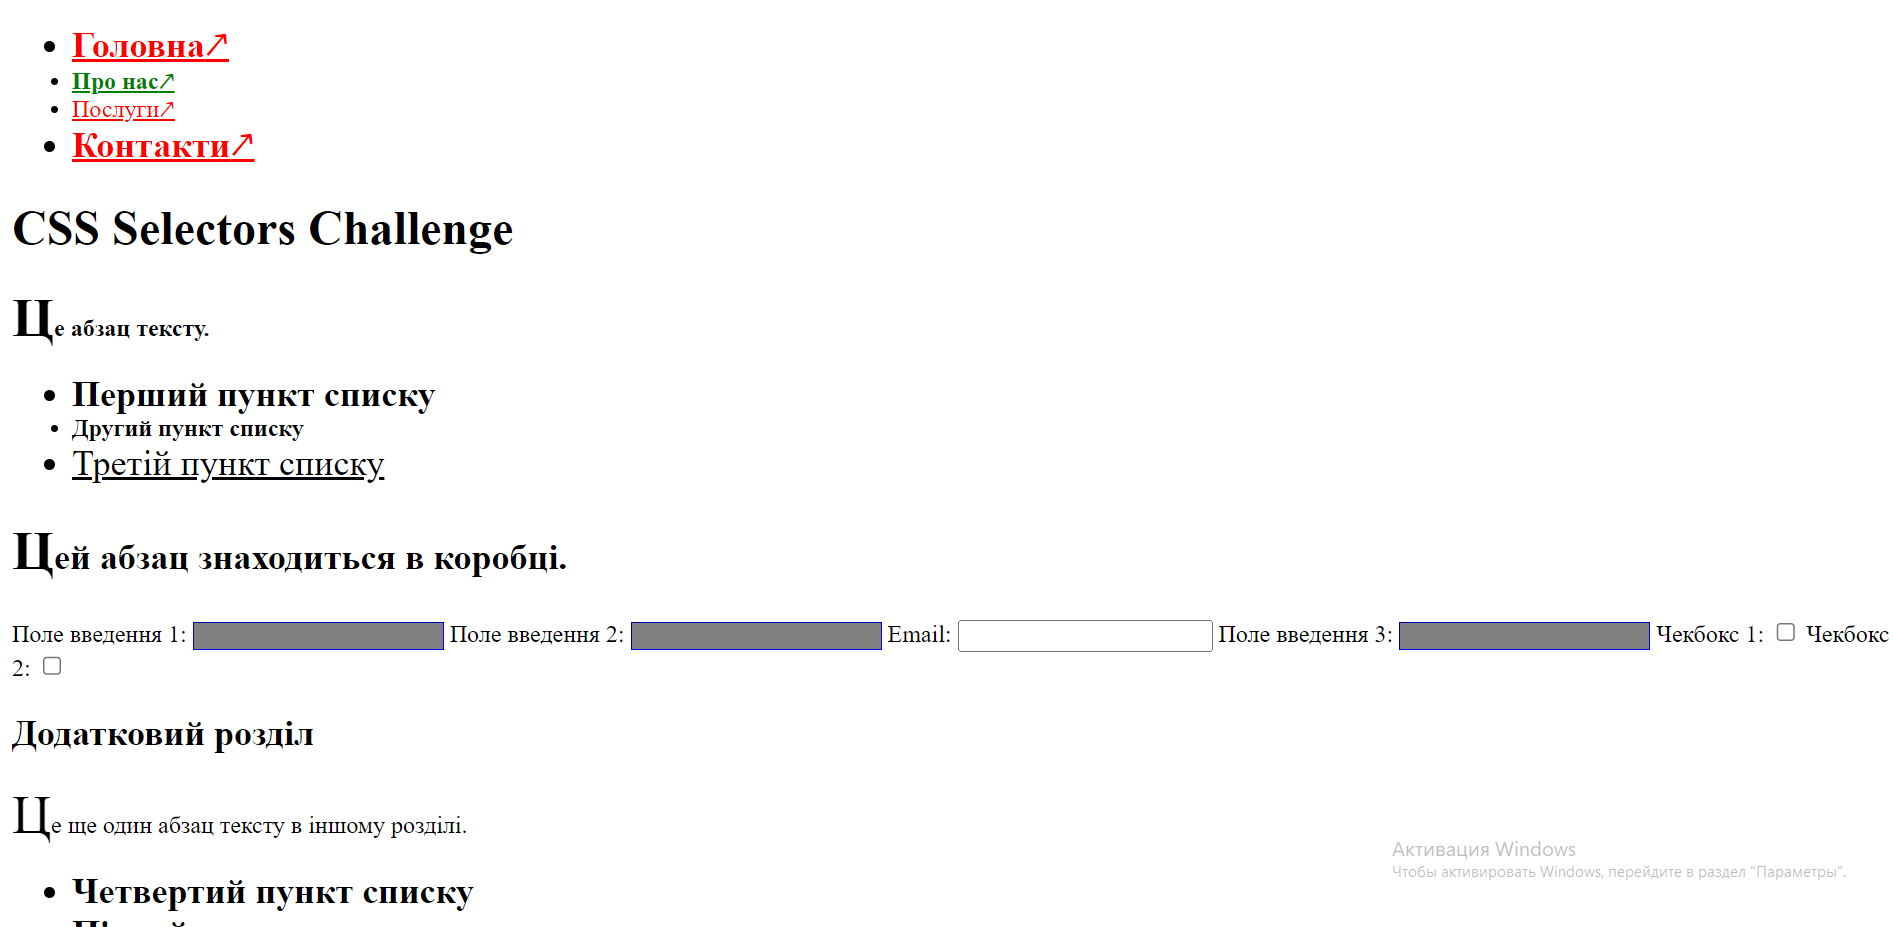 Головна↗
Про нас↗
Послуги↗
Контакти↗
CSS Selectors Challenge
Це абзац тексту.
Перший пункт списку
Другий пункт списку
Третій пункт списку
Цей абзац знаходиться в коробці.
Поле введення 1: Поле введення 2: Email: Поле введення 3: Чекбокс 1: Чекбокс
2:
Додатковий розділ
Це ще один абзац тексту в іншому розділі.
Активация Windows
Чтобы активировать Windows, перейдите в раздел "Параметры".
Четвертий пункт списку